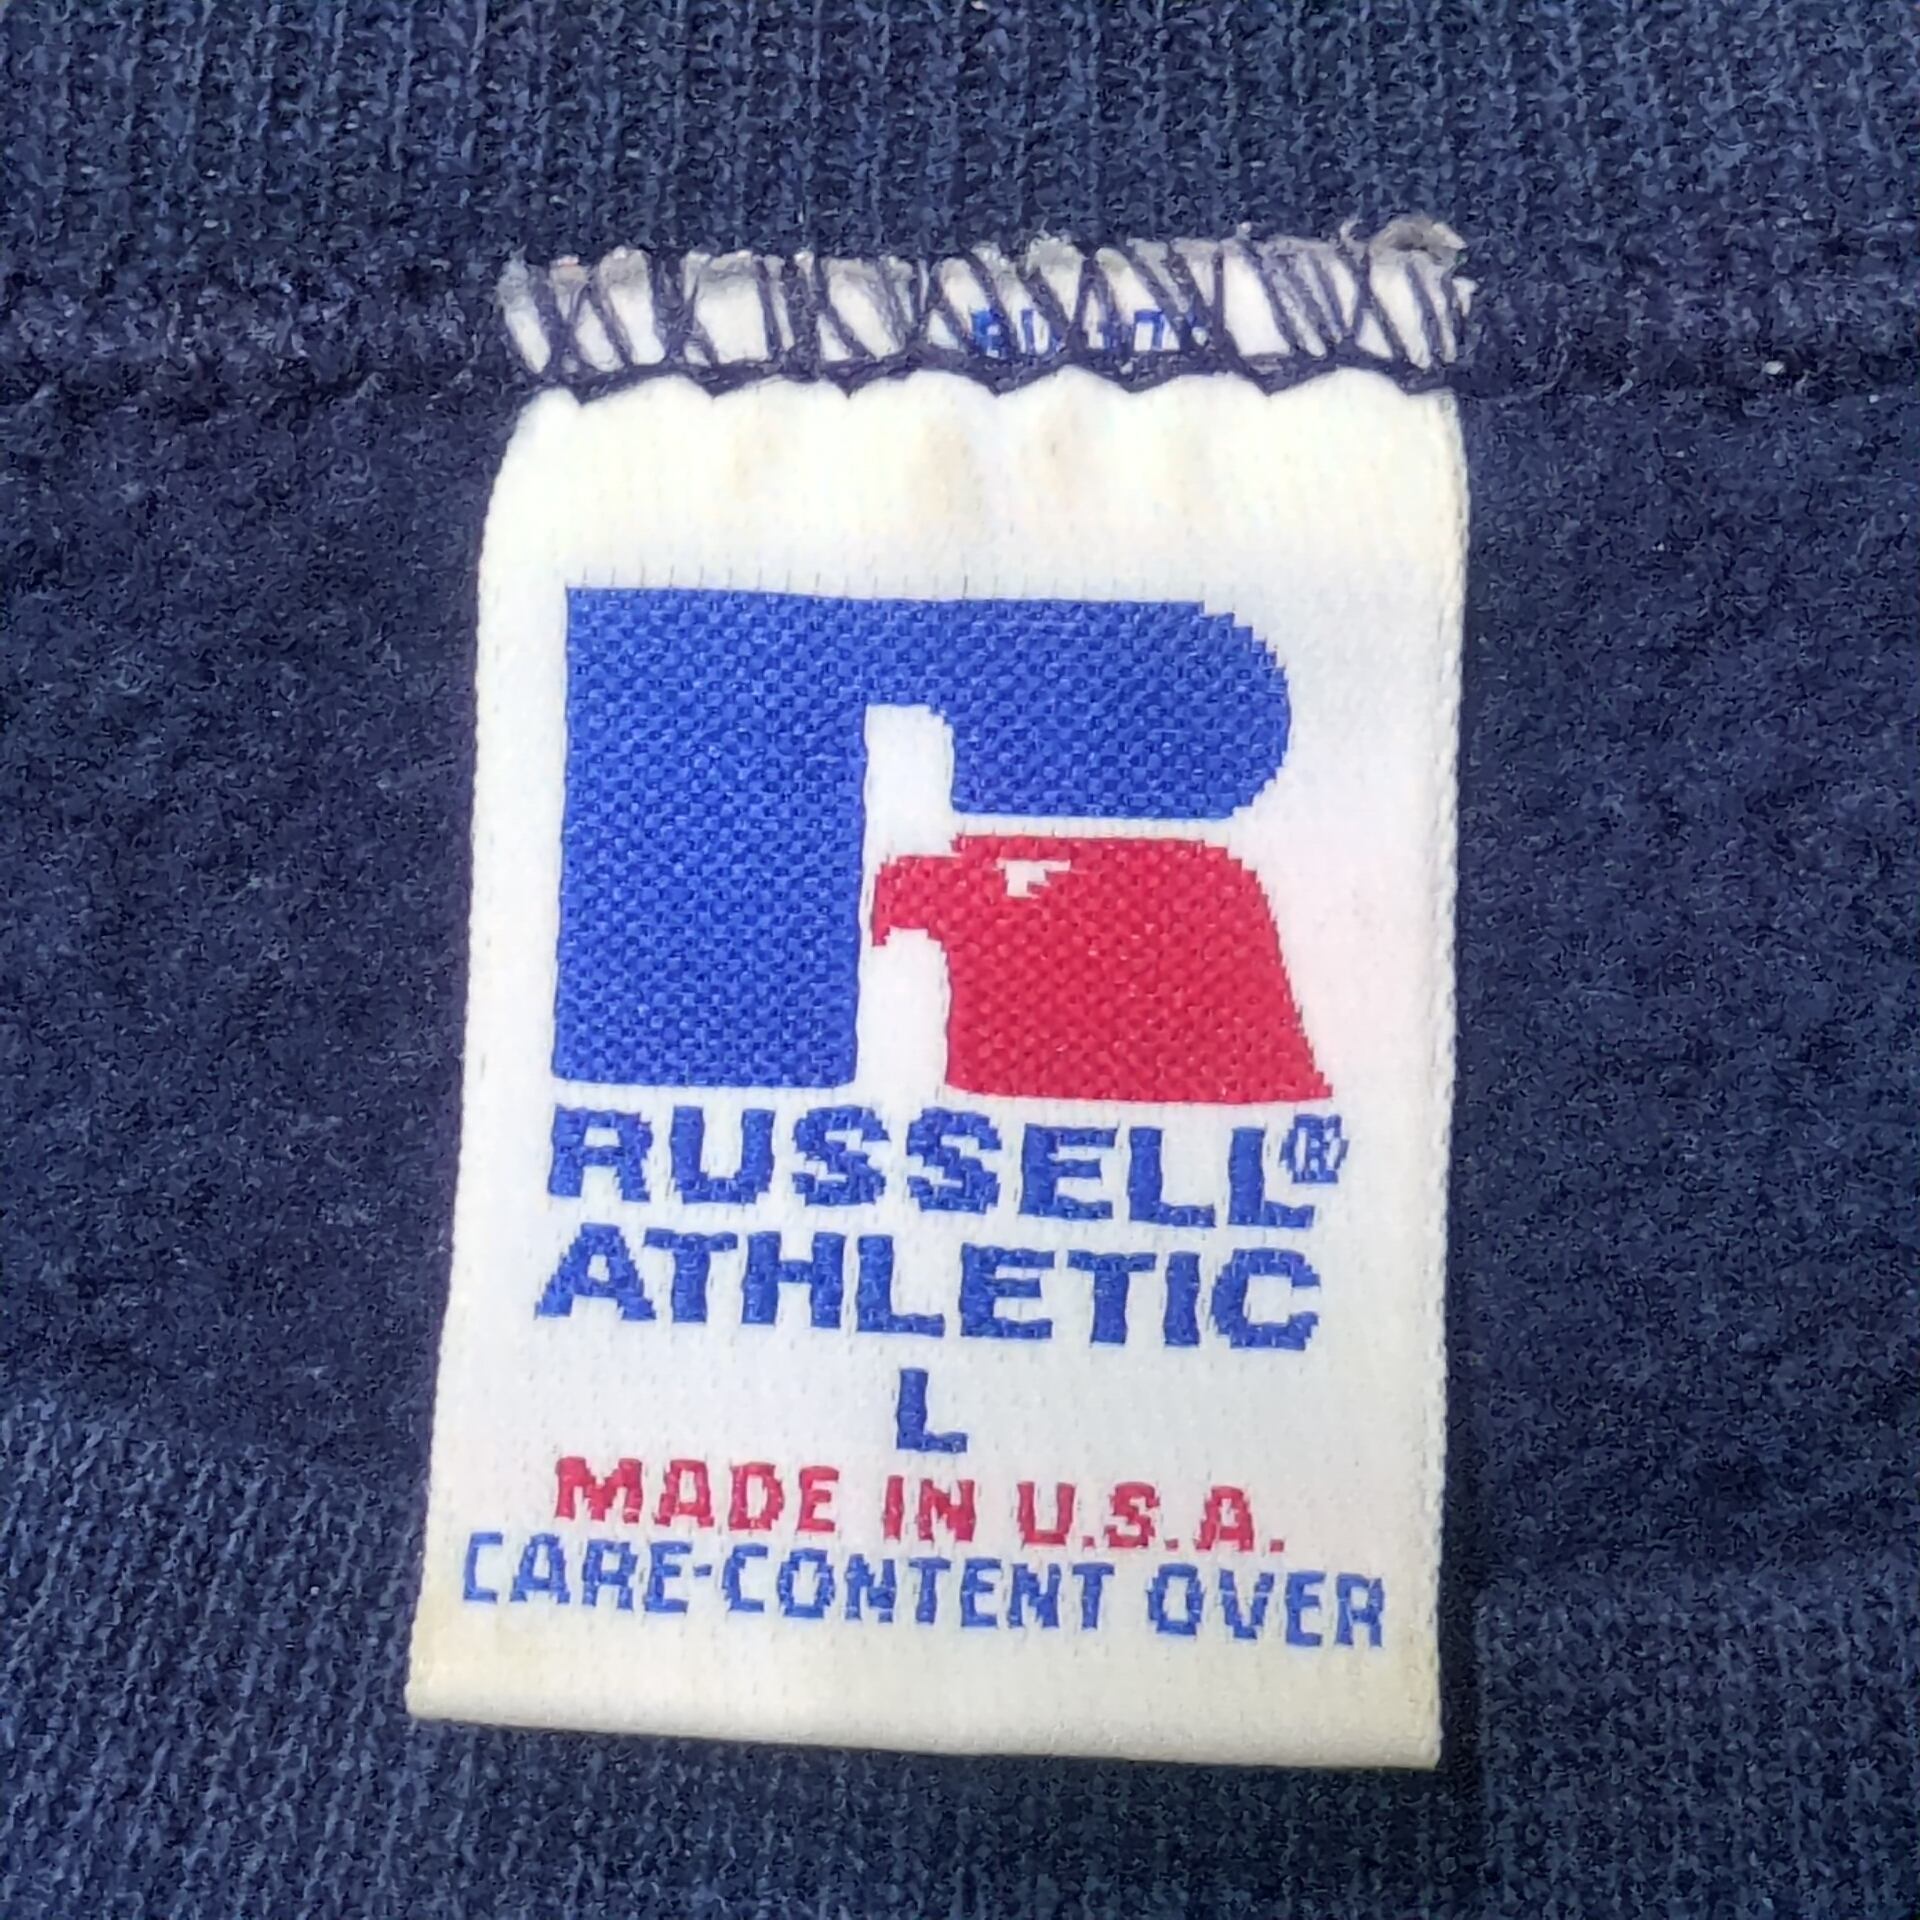 RUSSELL®
ATHLETIC
L
MADE IN U.S.A.
CARE-CONTENT OVER